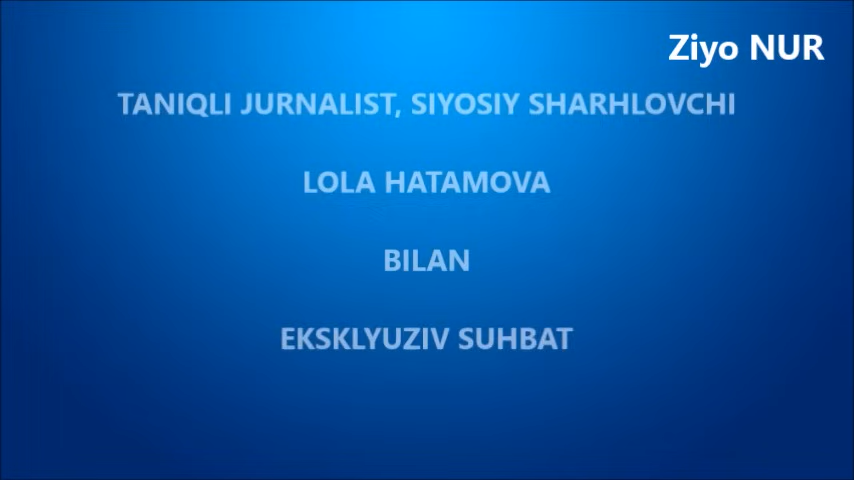 Ziyo NUR
TANIQLI JURNALIST, SIYOSIY SHARHLOVCHI
LOLA HATAMOVA
BILAN
EKSKLYUZIV SUHBAT